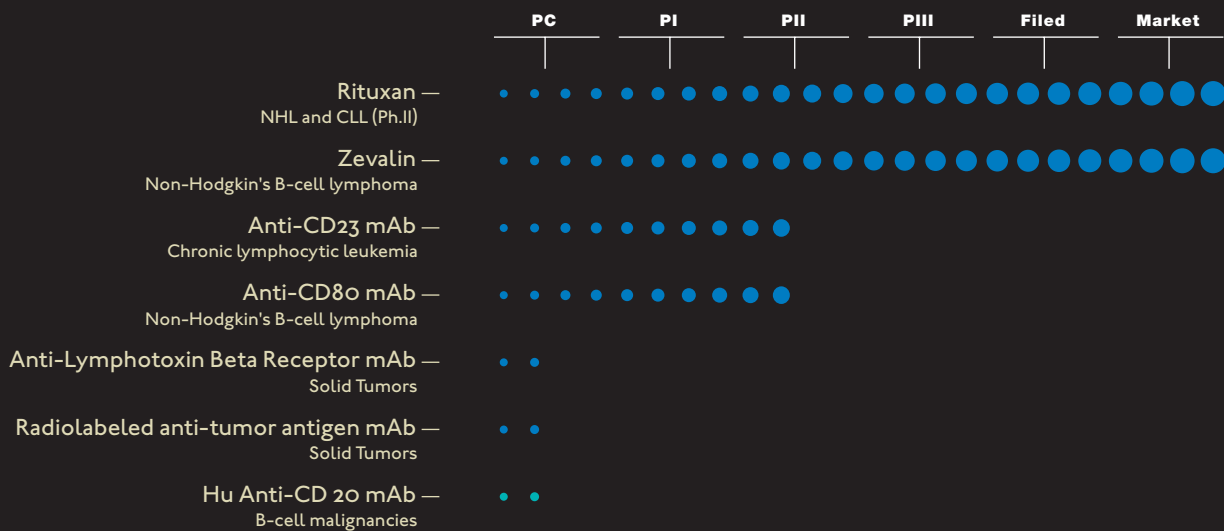 PC PI PII PIII Filed Market
Rituxan —
NHL and CLL (Ph.II)
Zevalin —
Non-Hodgkin's B-cell lymphoma
Anti-CD23 mAb —
Chronic lymphocytic leukemia
Anti-CD80 mAb —
Non-Hodgkin's B-cell lymphoma
Anti-Lymphotoxin Beta Receptor mAb —
Solid Tumors
Radiolabeled anti-tumor antigen mAb —
Solid Tumors
Hu Anti-CD 20 mAb —
B-cell malignancies